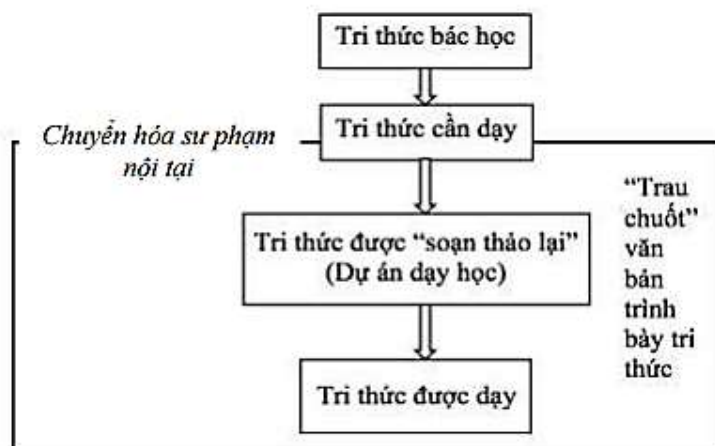 Tri thức bác học
Tri thức cần dạy
Chuyển hóa sư phạm
nội tại
Tri thức được “soạn thảo lại”
(Dự án dạy học)
“Trau
chuốt”
văn
bản
trình
bày tri
thức
Tri thức được dạy